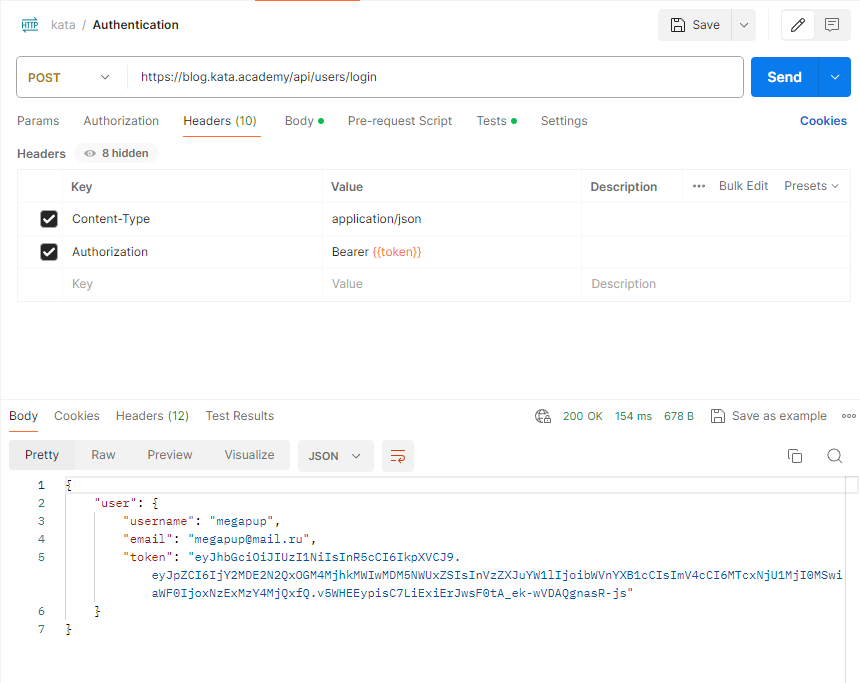 HTTP kata / Authentication Save
POST https://blog.kata.academy/api/users/login Send
Params Authorization Headers (10) Body Pre-request Script Tests Settings Cookies
Headers 8 hidden
Key Value Description Bulk Edit Presets
Content-Type application/json
Authorization Bearer {{token}}
Key Value Description
Body Cookies Headers (12) Test Results 200 OK 154 ms 678 B Save as example
Pretty Raw Preview Visualize JSON
1 {
2 "user": {
3 "username": "megapup",
4 "email": "megapup@mail.ru",
5 "token": "eyJhbGciOiJIUzI1NiIsInR5cCI6IkpXVCJ9.
eyJpZCI6IjY2MDE2N2QxOGM4MjhkMWIwMDM5NWUxZSIsInVzZXJuYW1lIjoibWVnYXB1cCIsImV4cCI6MTcxNjU1MjI0MSwi
aWF0IjoxNzExMzY4MjQxfQ.v5WHEEypisC7LiExiErJwsF0tA_ek-wVDAQgnasR-js"
6 }
7 }